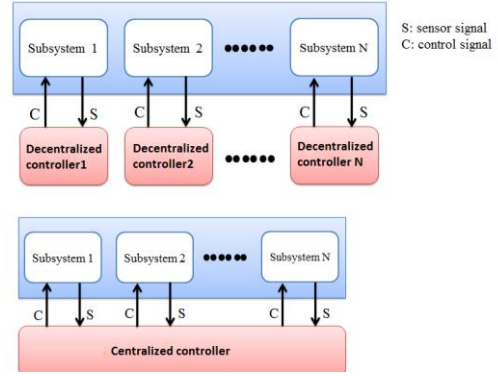 S: sensor signal
C: control signal
Subsystem 1
Subsystem 2
Subsystem N
C
S
C
S
C
S
Decentralized
controller1
Decentralized
controller2
Decentralized
controller N
Subsystem 1
Subsystem 2
Subsystem N
C
S
C
S
C
S
Centralized controller